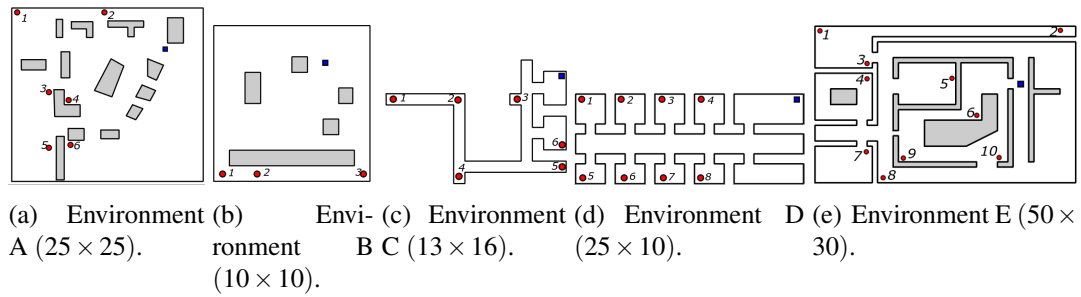 1 2 3 4 5 6
1 2 3
1 2 3 4 5 6
1 2 3 4 5 6 7 8
1 2 3 4 5 6 7 8 9 10
(a) Environment
A (25 × 25).
(b) Envi-
ronment B
(10 × 10).
(c) Environment
C (13 × 16).
(d) Environment D
(25 × 10).
(e) Environment E (50 ×
30).